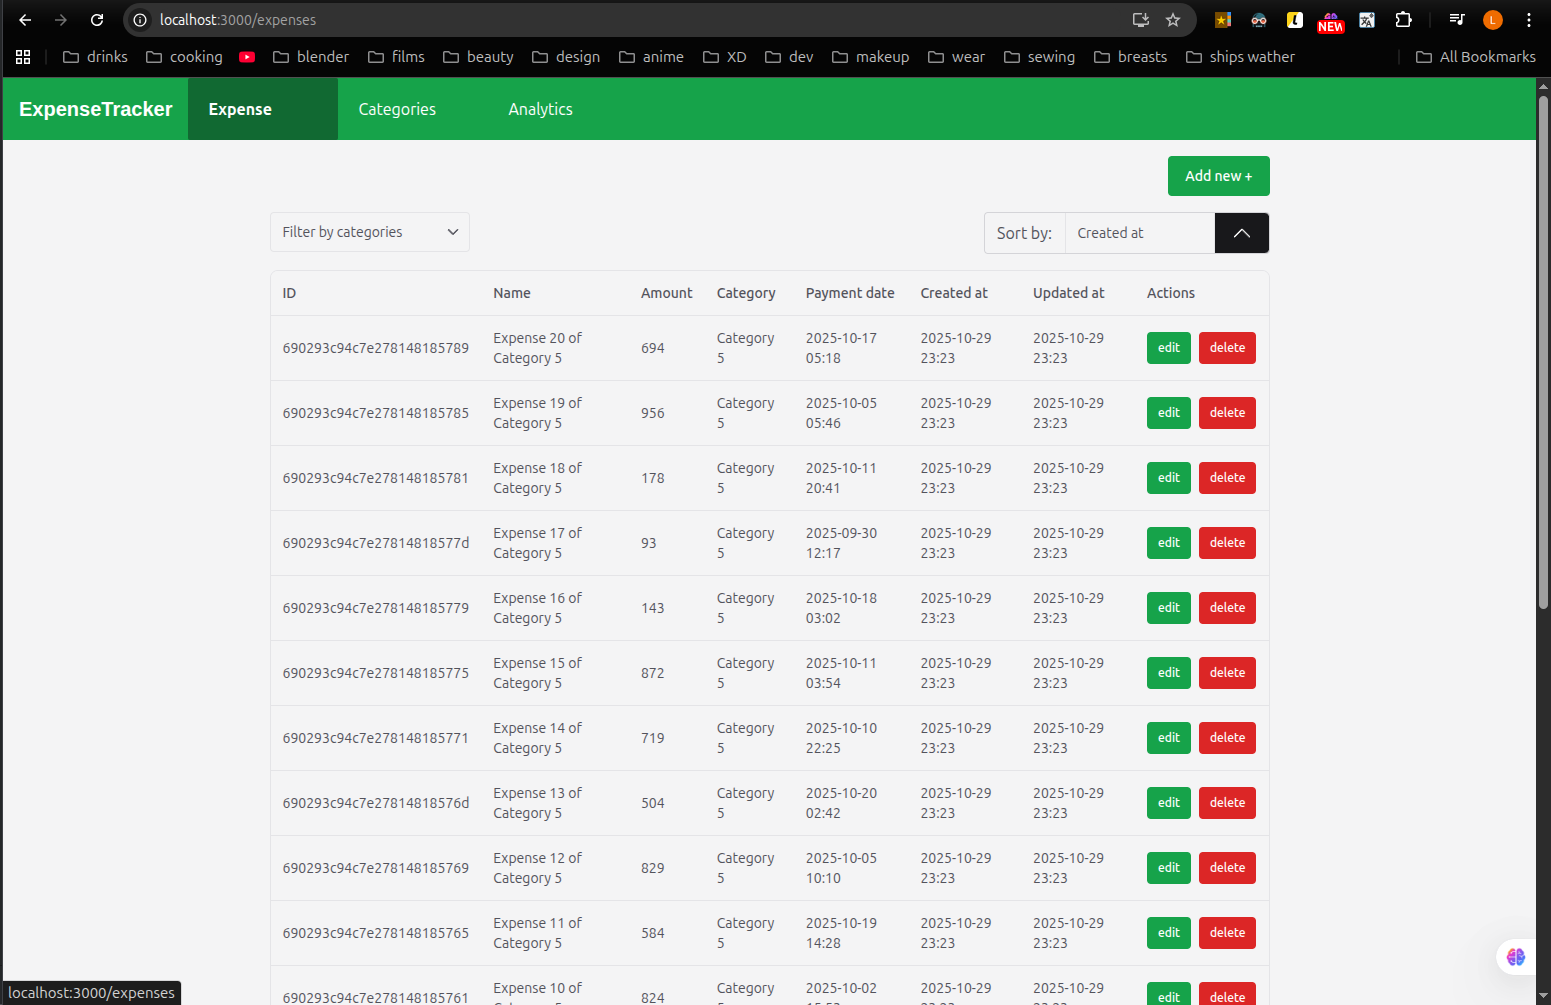 localhost:3000/expenses
NEW
L
drinks cooking blender films beauty design anime XD dev makeup wear sewing breasts ships wather All Bookmarks
ExpenseTracker Expense Categories Analytics
Add new +
Filter by categories Sort by: Created at
ID Name Amount Category Payment date Created at Updated at Actions
690293c94c7e278148185789 Expense 20 of Category 5 694 Category 5 2025-10-17 05:18 2025-10-29 23:23 2025-10-29 23:23 edit delete
690293c94c7e278148185785 Expense 19 of Category 5 956 Category 5 2025-10-05 05:46 2025-10-29 23:23 2025-10-29 23:23 edit delete
690293c94c7e278148185781 Expense 18 of Category 5 178 Category 5 2025-10-11 20:41 2025-10-29 23:23 2025-10-29 23:23 edit delete
690293c94c7e27814818577d Expense 17 of Category 5 93 Category 5 2025-09-30 12:17 2025-10-29 23:23 2025-10-29 23:23 edit delete
690293c94c7e278148185779 Expense 16 of Category 5 143 Category 5 2025-10-18 03:02 2025-10-29 23:23 2025-10-29 23:23 edit delete
690293c94c7e278148185775 Expense 15 of Category 5 872 Category 5 2025-10-11 03:54 2025-10-29 23:23 2025-10-29 23:23 edit delete
690293c94c7e278148185771 Expense 14 of Category 5 719 Category 5 2025-10-10 22:25 2025-10-29 23:23 2025-10-29 23:23 edit delete
690293c94c7e27814818576d Expense 13 of Category 5 504 Category 5 2025-10-20 02:42 2025-10-29 23:23 2025-10-29 23:23 edit delete
690293c94c7e278148185769 Expense 12 of Category 5 829 Category 5 2025-10-05 10:10 2025-10-29 23:23 2025-10-29 23:23 edit delete
690293c94c7e278148185765 Expense 11 of Category 5 584 Category 5 2025-10-19 14:28 2025-10-29 23:23 2025-10-29 23:23 edit delete
690293c94c7e278148185761 Expense 10 of 824 Category 2025-10-02 2025-10-29 2025-10-29 edit delete
localhost:3000/expenses